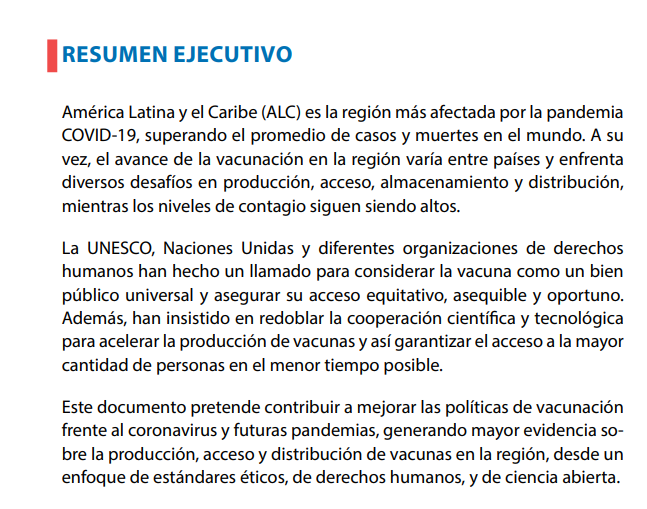 RESUMEN EJECUTIVO
América Latina y el Caribe (ALC) es la región más afectada por la pandemia
COVID-19, superando el promedio de casos y muertes en el mundo. A su
vez, el avance de la vacunación en la región varía entre países y enfrenta
diversos desafíos en producción, acceso, almacenamiento y distribución,
mientras los niveles de contagio siguen siendo altos.
La UNESCO, Naciones Unidas y diferentes organizaciones de derechos
humanos han hecho un llamado para considerar la vacuna como un bien
público universal y asegurar su acceso equitativo, asequible y oportuno.
Además, han insistido en redoblar la cooperación científica y tecnológica
para acelerar la producción de vacunas y así garantizar el acceso a la mayor
cantidad de personas en el menor tiempo posible.
Este documento pretende contribuir a mejorar las políticas de vacunación
frente al coronavirus y futuras pandemias, generando mayor evidencia so-
bre la producción, acceso y distribución de vacunas en la región, desde un
enfoque de estándares éticos, de derechos humanos, y de ciencia abierta.